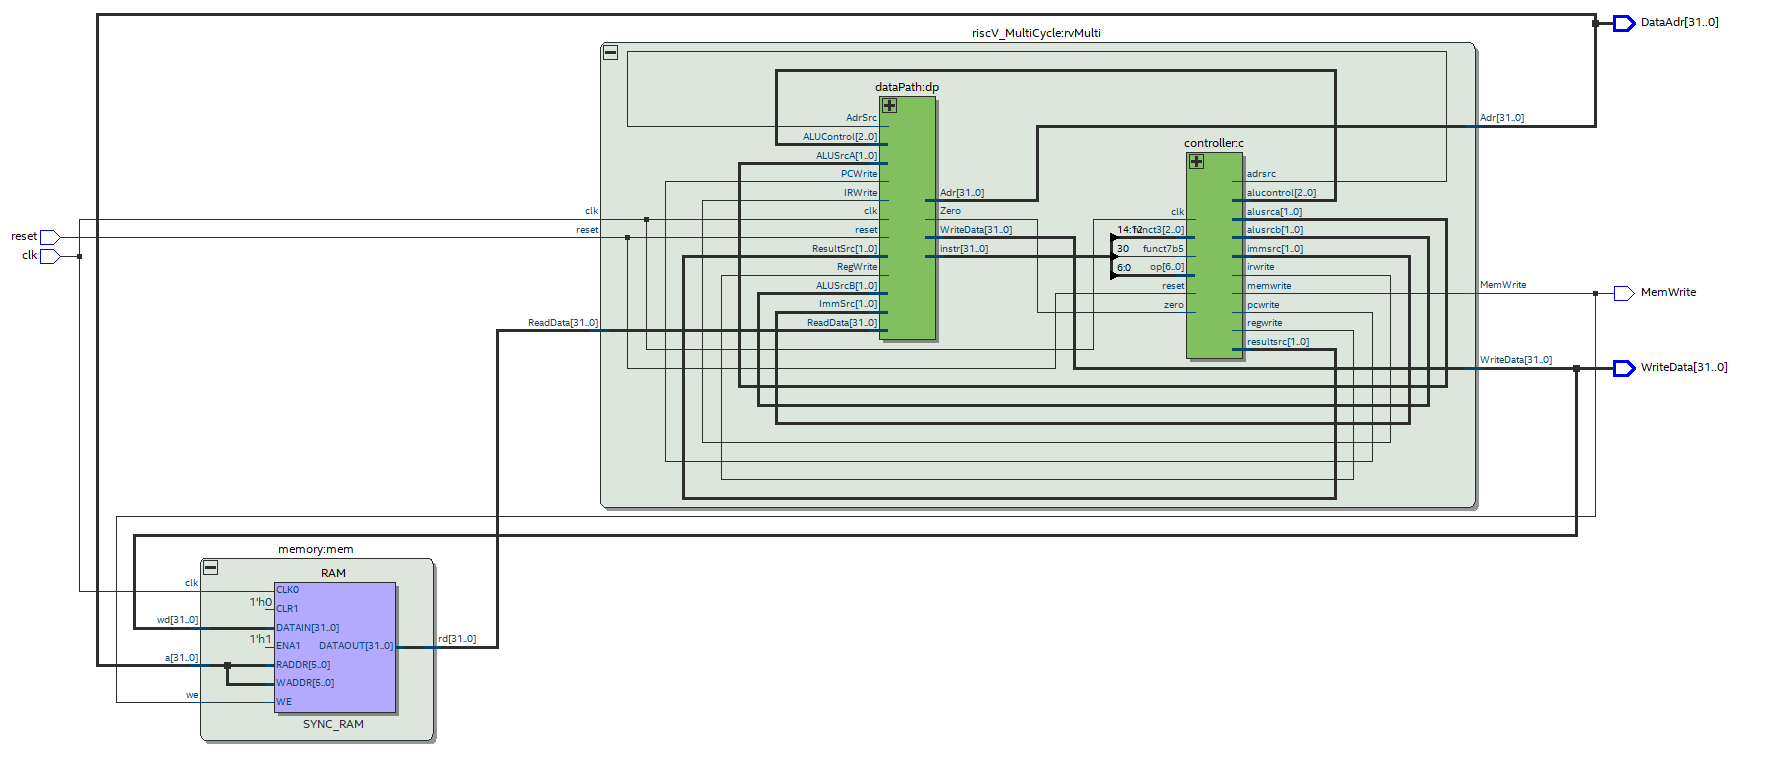 DataAdr[31..0]
riscV_MultiCycle:rvMulti
dataPath:dp
AdrSrc
ALUControl[2..0]
ALUSrcA[1..0]
PCWrite
IRWrite
clk
reset
ResultSrc[1..0]
RegWrite
ALUSrcB[1..0]
ImmSrc[1..0]
ReadData[31..0]
Adr[31..0]
Zero
WriteData[31..0]
instr[31..0]
controller:c
clk
14:12
funct3[2..0]
30
funct7b5
6:0
op[6..0]
reset
zero
adrsrc
alucontrol[2..0]
alusrca[1..0]
alusrcb[1..0]
immsrc[1..0]
irwrite
memwrite
pcwrite
regwrite
resultsrc[1..0]
Adr[31..0]
MemWrite
MemWrite
WriteData[31..0]
WriteData[31..0]
clk
reset
reset
clk
ReadData[31..0]
memory:mem
RAM
clk
CLK0
1'h0
CLR1
wd[31..0]
DATAIN[31..0]
1'h1
ENA1
DATAOUT[31..0]
rd[31..0]
a[31..0]
RADDR[5..0]
WADDR[5..0]
we
WE
SYNC_RAM